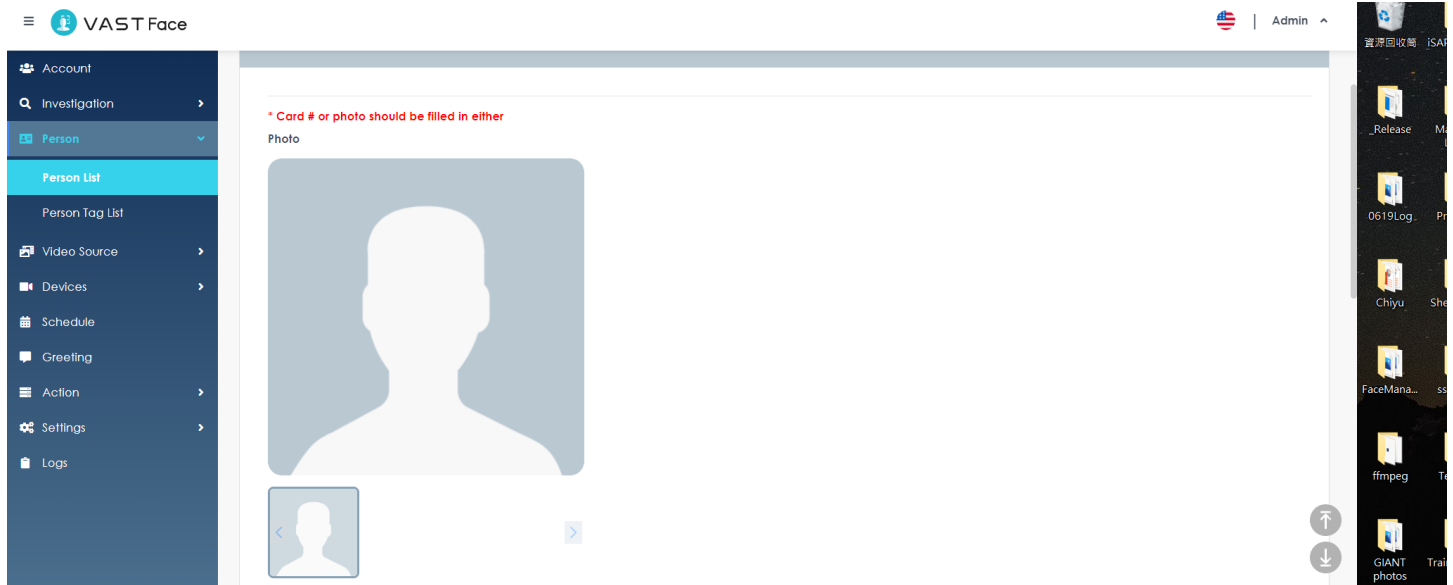 VAST Face
Admin
Account
Investigation
Person
Person List
Person Tag List
Video Source
Devices
Schedule
Greeting
Action
Settings
Logs
* Card # or photo should be filled in either
Photo
資源回收筒
_Release
0619Log
Chiyu
FaceMana...
ffmpeg
GIANT
photos